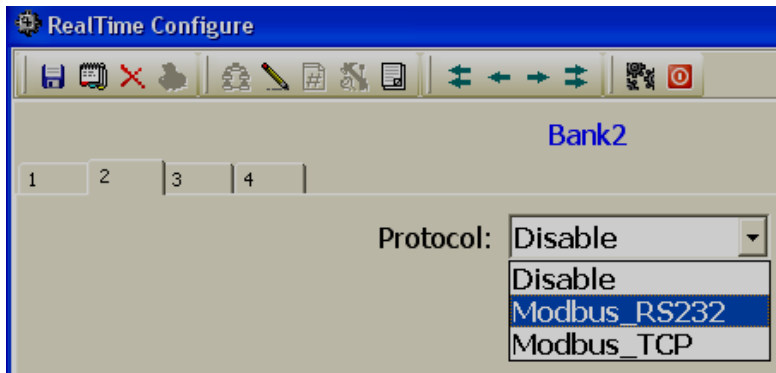 RealTime Configure
Bank2
1 2 3 4
Protocol: Disable
Disable
Modbus_RS232
Modbus_TCP